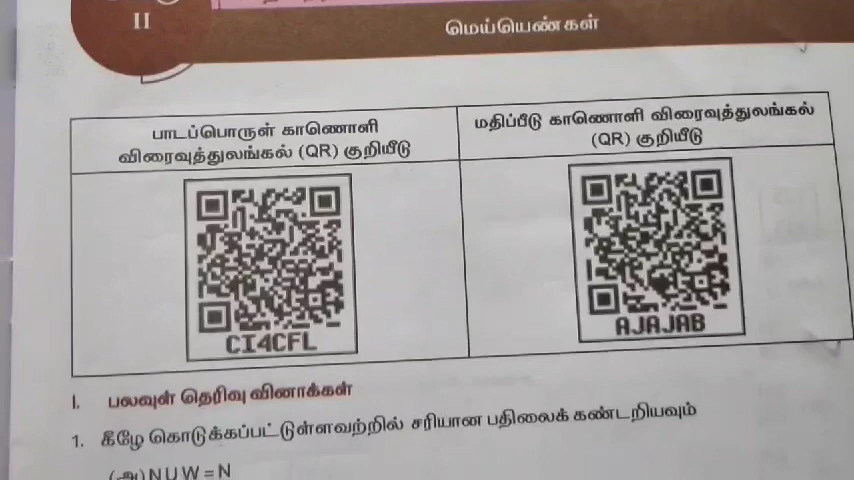 II
மெய்யெண்கள்
பாடப்பொருள் காணொளி
விரைவுத்துலங்கல் (QR) குறியீடு
மதிப்பீடு காணொளி விரைவுத்துலங்கல்
(QR) குறியீடு
CI4CFL
AJAJAB
I. பலவுள் தெரிவு வினாக்கள்
1. கீழே கொடுக்கப்பட்டுள்ளவற்றில் சரியான பதிலைக் கண்டறியவும்
(அ) N U W = N